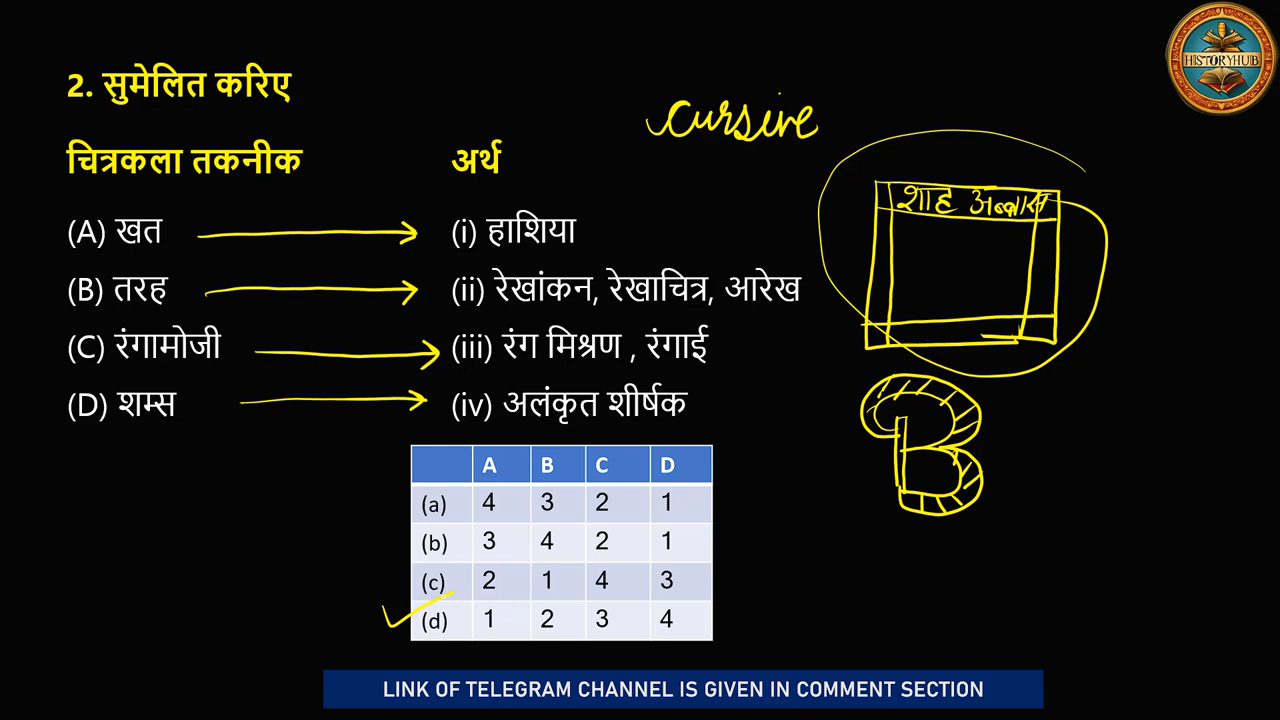 HISTORYHUB
2. सुमेलित करिए
cursive
चित्रकला तकनीक अर्थ
शाह अब्बास
(A) खत (i) हाशिया
(B) तरह (ii) रेखांकन, रेखाचित्र, आरेख
(C) रंगामोजी (iii) रंग मिश्रण , रंगाई
(D) शम्स (iv) अलंकृत शीर्षक
B
A B C D
(a) 4 3 2 1
(b) 3 4 2 1
(c) 2 1 4 3
(d) 1 2 3 4
LINK OF TELEGRAM CHANNEL IS GIVEN IN COMMENT SECTION